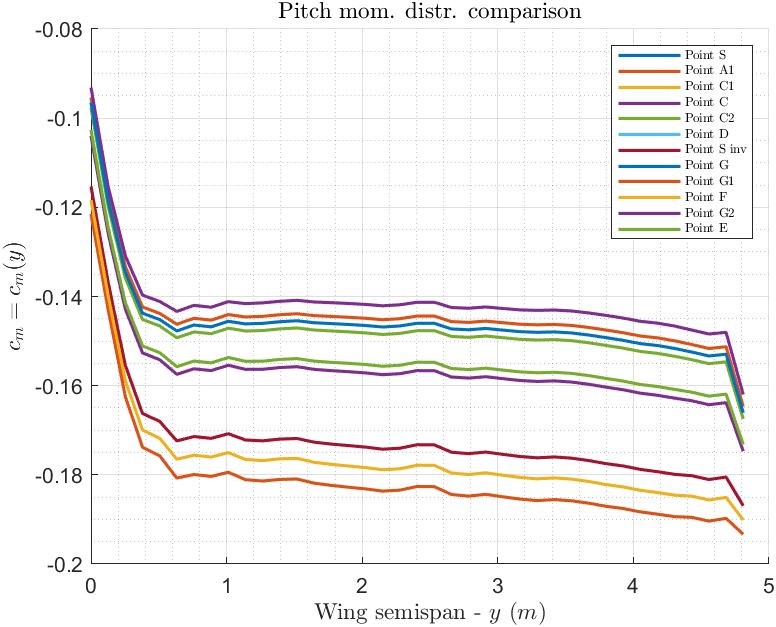 Pitch mom. distr. comparison
-0.08
-0.1
-0.12
-0.14
-0.16
-0.18
-0.2
c_m = c_m(y)
Point S
Point A1
Point C1
Point C
Point C2
Point D
Point S inv
Point G
Point G1
Point F
Point G2
Point E
0 1 2 3 4 5
Wing semispan - y (m)